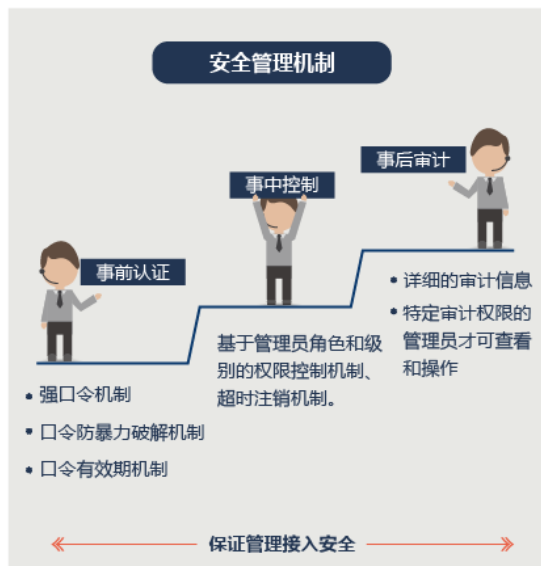 安全管理机制
事前认证
强口令机制
口令防暴力破解机制
口令有效期机制
事中控制
基于管理员角色和级
别的权限控制机制、
超时注销机制。
事后审计
详细的审计信息
特定审计权限的
管理员才可查看
和操作
保证管理接入安全